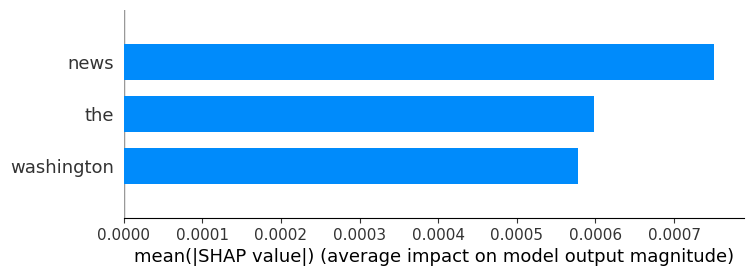 news
the
washington
0.0000 0.0001 0.0002 0.0003 0.0004 0.0005 0.0006 0.0007
mean(|SHAP value|) (average impact on model output magnitude)